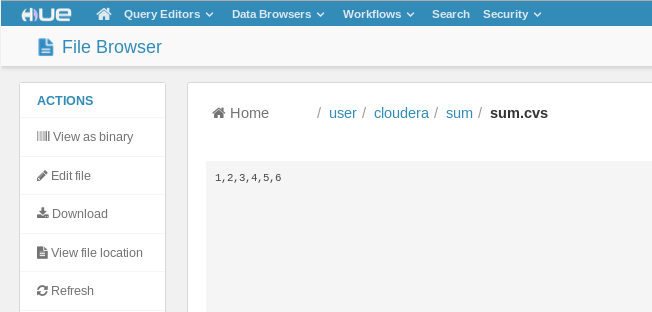 HUE Query Editors Data Browsers Workflows Search Security
File Browser
ACTIONS
View as binary
Edit file
Download
View file location
Refresh
Home / user / cloudera / sum / sum.cvs
1,2,3,4,5,6